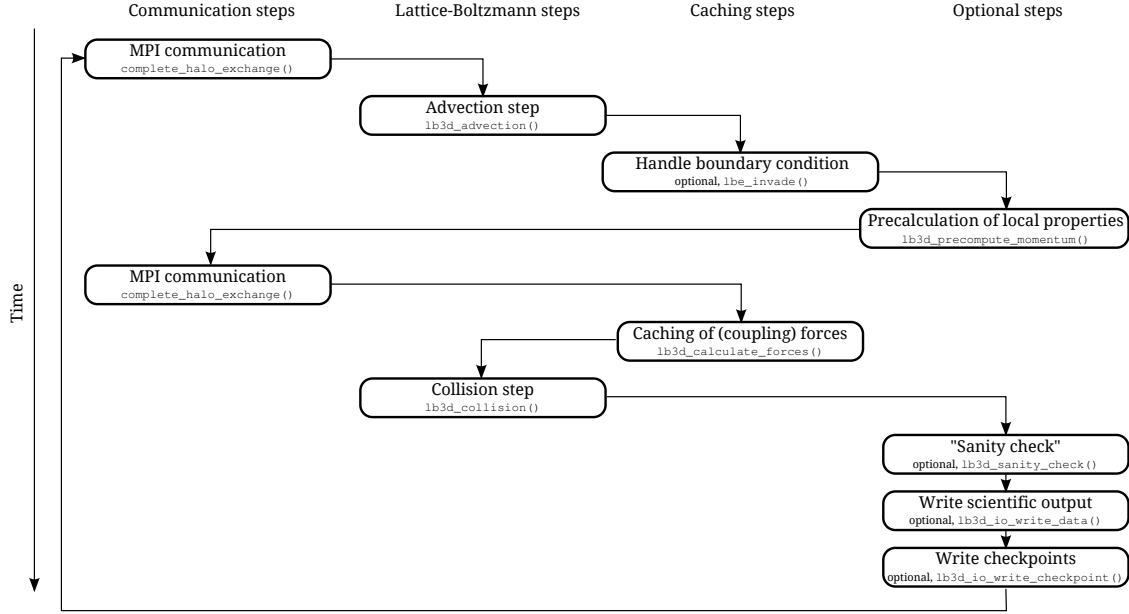 Communication steps
Lattice-Boltzmann steps
Caching steps
Optional steps
Time
MPI communication
complete_halo_exchange()
Advection step
lb3d_advection()
Handle boundary condition
optional, lbe_invade()
Precalculation of local properties
lb3d_precompute_momentum()
MPI communication
complete_halo_exchange()
Caching of (coupling) forces
lb3d_calculate_forces()
Collision step
lb3d_collision()
"Sanity check"
optional, lb3d_sanity_check()
Write scientific output
optional, lb3d_io_write_data()
Write checkpoints
optional, lb3d_io_write_checkpoint()